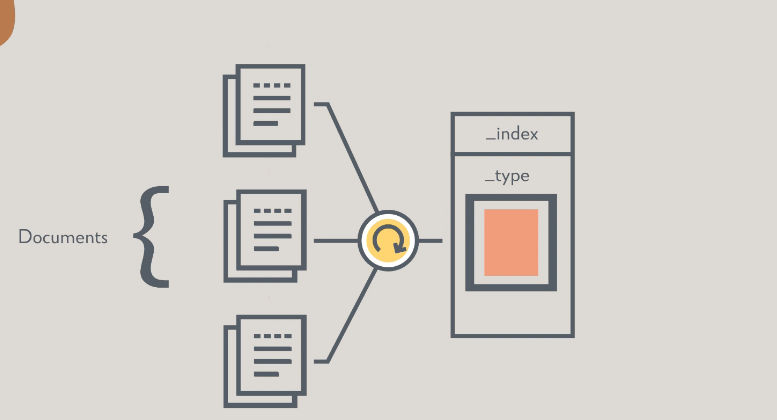 _index
_type
Documents